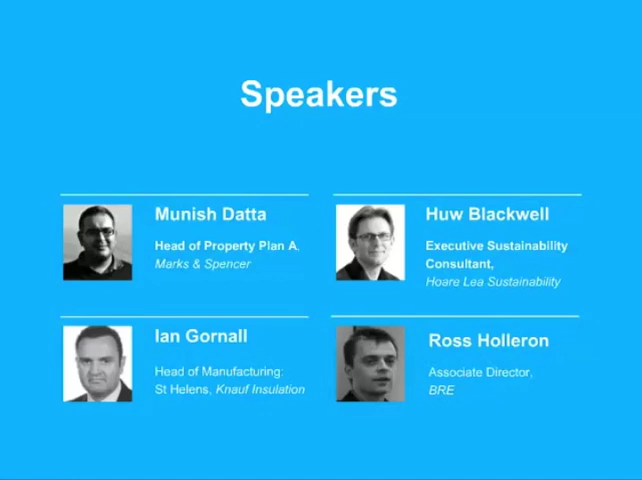 Speakers
Munish Datta
Head of Property Plan A,
Marks & Spencer
Huw Blackwell
Executive Sustainability
Consultant,
Hoare Lea Sustainability
Ian Gornall
Head of Manufacturing:
St Helens, Knauf Insulation
Ross Holleron
Associate Director,
BRE